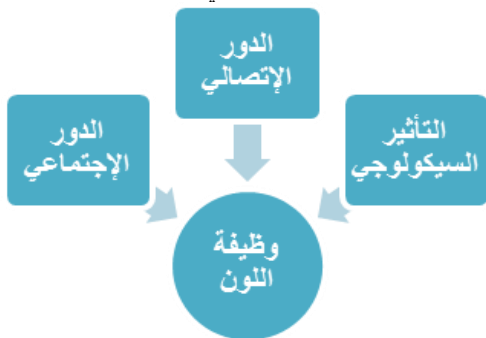 الدور
الإتصالي
التأثير
السيكولوجي
الدور
الإجتماعي
وظيفة
اللون